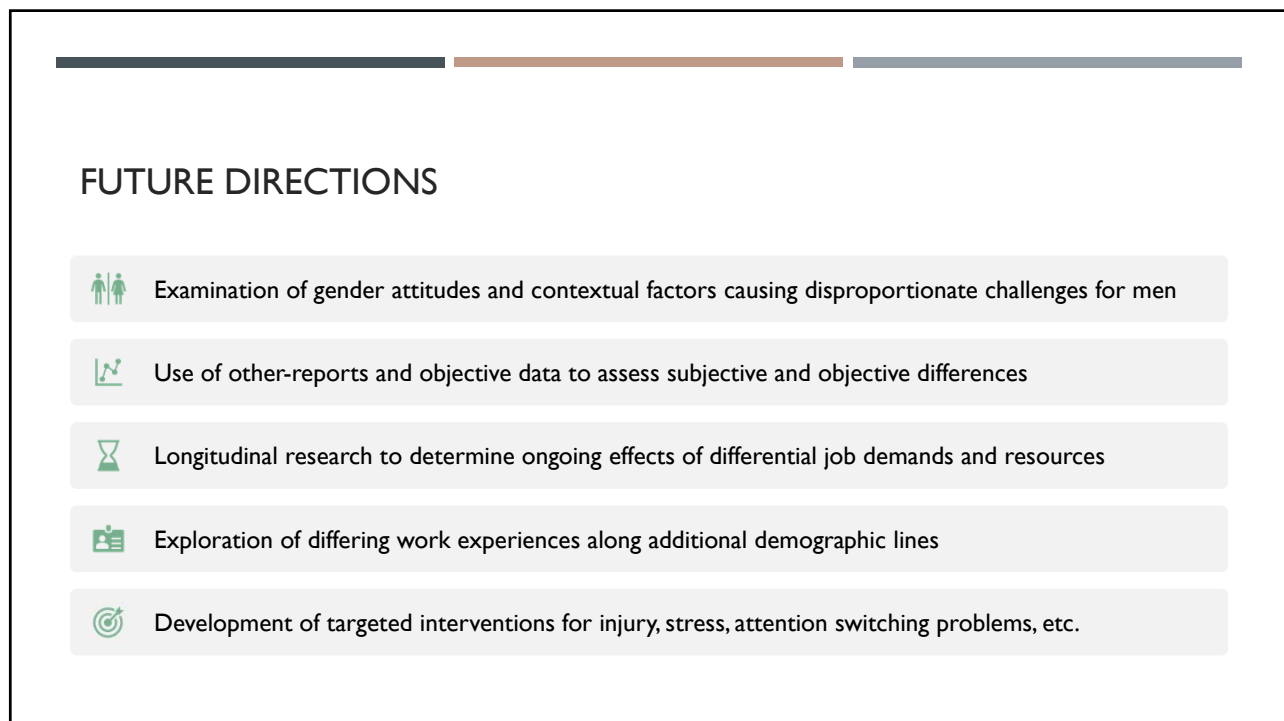 FUTURE DIRECTIONS
Examination of gender attitudes and contextual factors causing disproportionate challenges for men
Use of other-reports and objective data to assess subjective and objective differences
Longitudinal research to determine ongoing effects of differential job demands and resources
Exploration of differing work experiences along additional demographic lines
Development of targeted interventions for injury, stress, attention switching problems, etc.